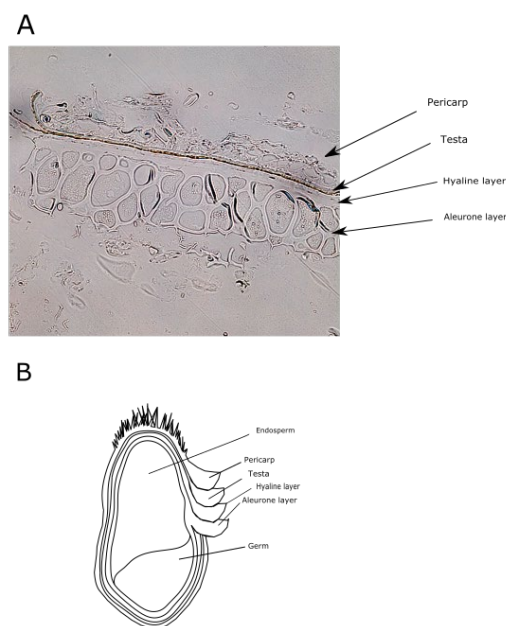 A
Pericarp
Testa
Hyaline layer
Aleurone layer
B
Endosperm
Pericarp
Testa
Hyaline layer
Aleurone layer
Germ